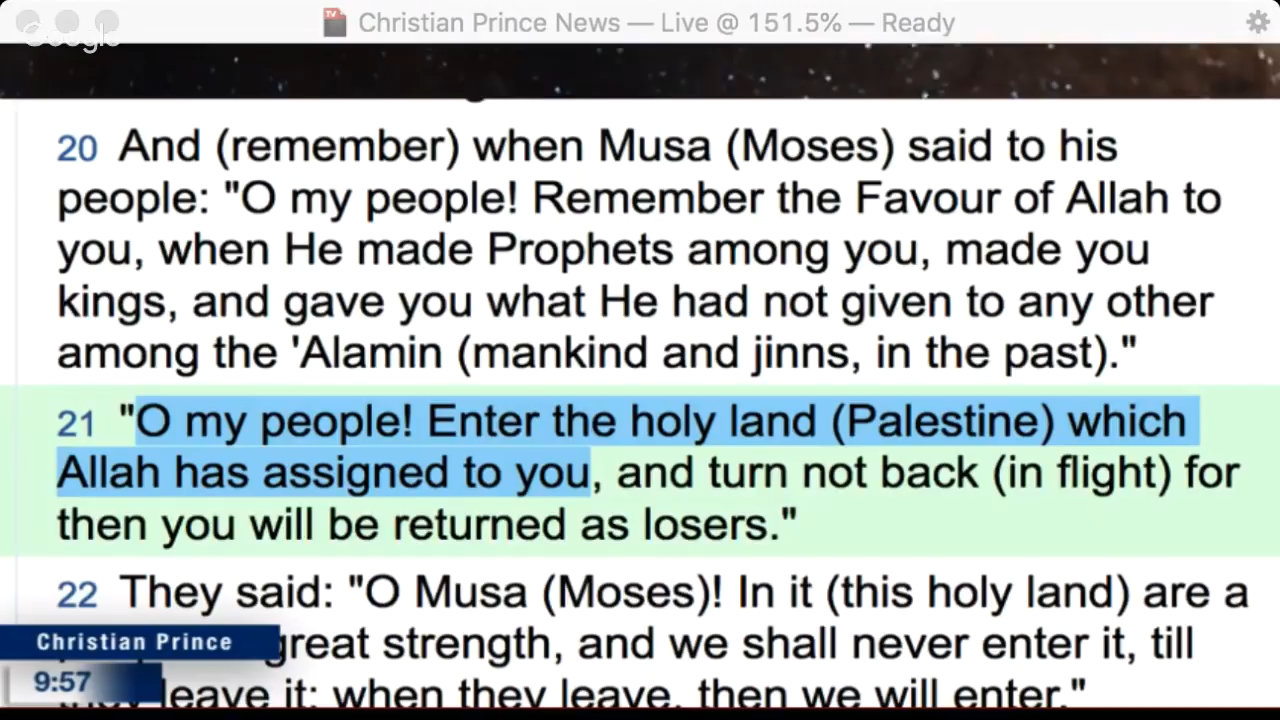 Christian Prince News — Live @ 151.5% — Ready
Google
20 And (remember) when Musa (Moses) said to his
people: "O my people! Remember the Favour of Allah to
you, when He made Prophets among you, made you
kings, and gave you what He had not given to any other
among the 'Alamin (mankind and jinns, in the past)."
21 "O my people! Enter the holy land (Palestine) which
Allah has assigned to you, and turn not back (in flight) for
then you will be returned as losers."
22 They said: "O Musa (Moses)! In it (this holy land) are a
great strength, and we shall never enter it, till
Christian Prince
leave it; when they leave, then we will enter."
9:57